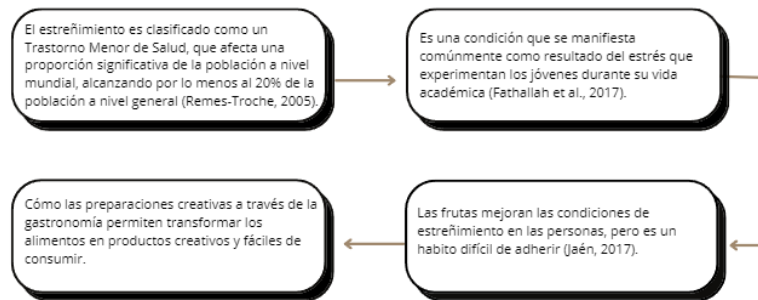 El estreñimiento es clasificado como un
Trastorno Menor de Salud, que afecta una
proporción significativa de la población a nivel
mundial, alcanzando por lo menos al 20% de la
población a nivel general (Remes-Troche, 2005).
Es una condición que se manifiesta
comúnmente como resultado del estrés que
experimentan los jóvenes durante su vida
académica (Fathallah et al., 2017).
Las frutas mejoran las condiciones de
estreñimiento en las personas, pero es un
habito difícil de adherir (Jaén, 2017).
Cómo las preparaciones creativas a través de la
gastronomía permiten transformar los
alimentos en productos creativos y fáciles de
consumir.